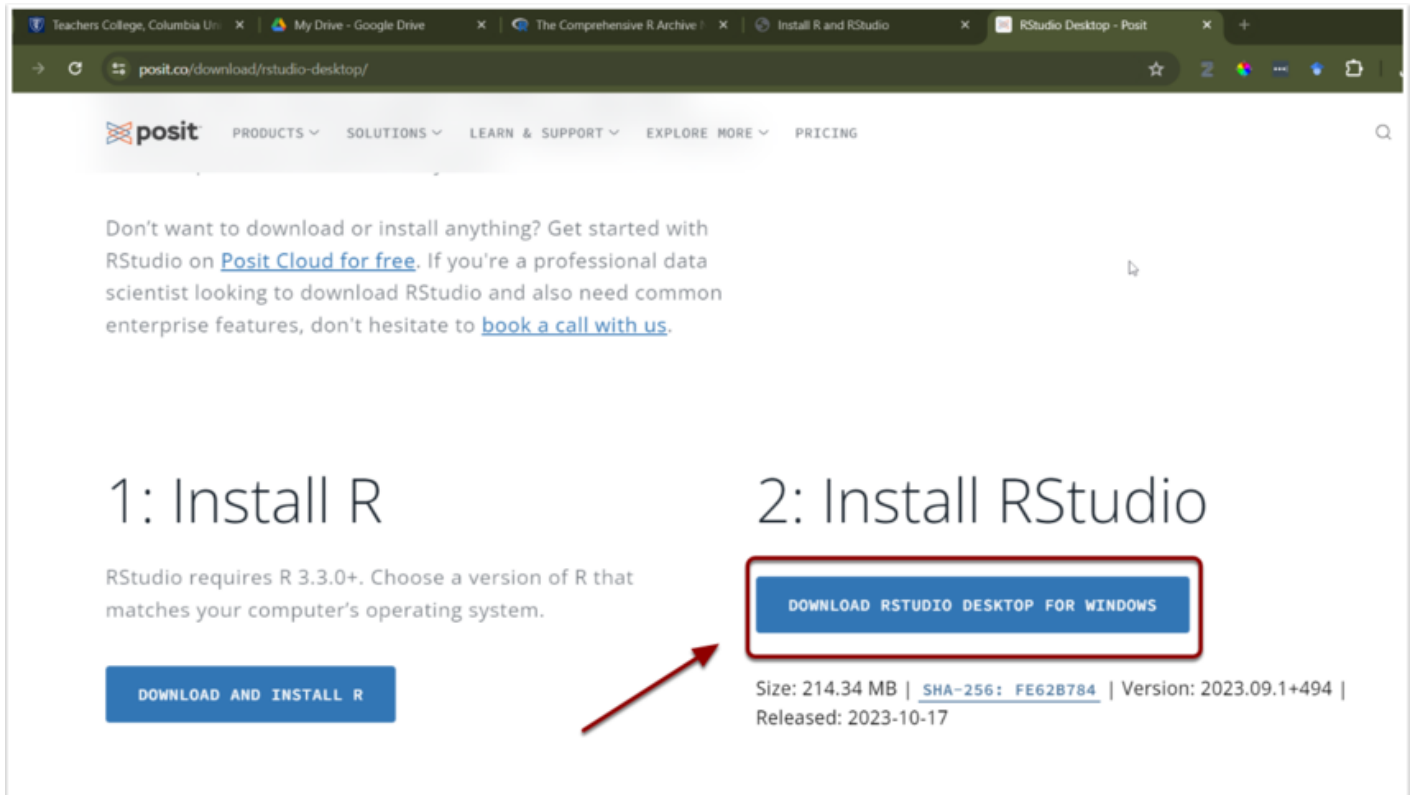 Teachers College, Columbia Un
My Drive - Google Drive
The Comprehensive R Archive
Install R and RStudio
RStudio Desktop - Posit
posit.co/download/rstudio-desktop/
posit PRODUCTS SOLUTIONS LEARN & SUPPORT EXPLORE MORE PRICING
Don't want to download or install anything? Get started with
RStudio on Posit Cloud for free. If you're a professional data
scientist looking to download RStudio and also need common
enterprise features, don't hesitate to book a call with us.
1: Install R
RStudio requires R 3.3.0+. Choose a version of R that
matches your computer's operating system.
DOWNLOAD AND INSTALL R
2: Install RStudio
DOWNLOAD RSTUDIO DESKTOP FOR WINDOWS
Size: 214.34 MB | SHA-256: FE62B784 | Version: 2023.09.1+494 |
Released: 2023-10-17